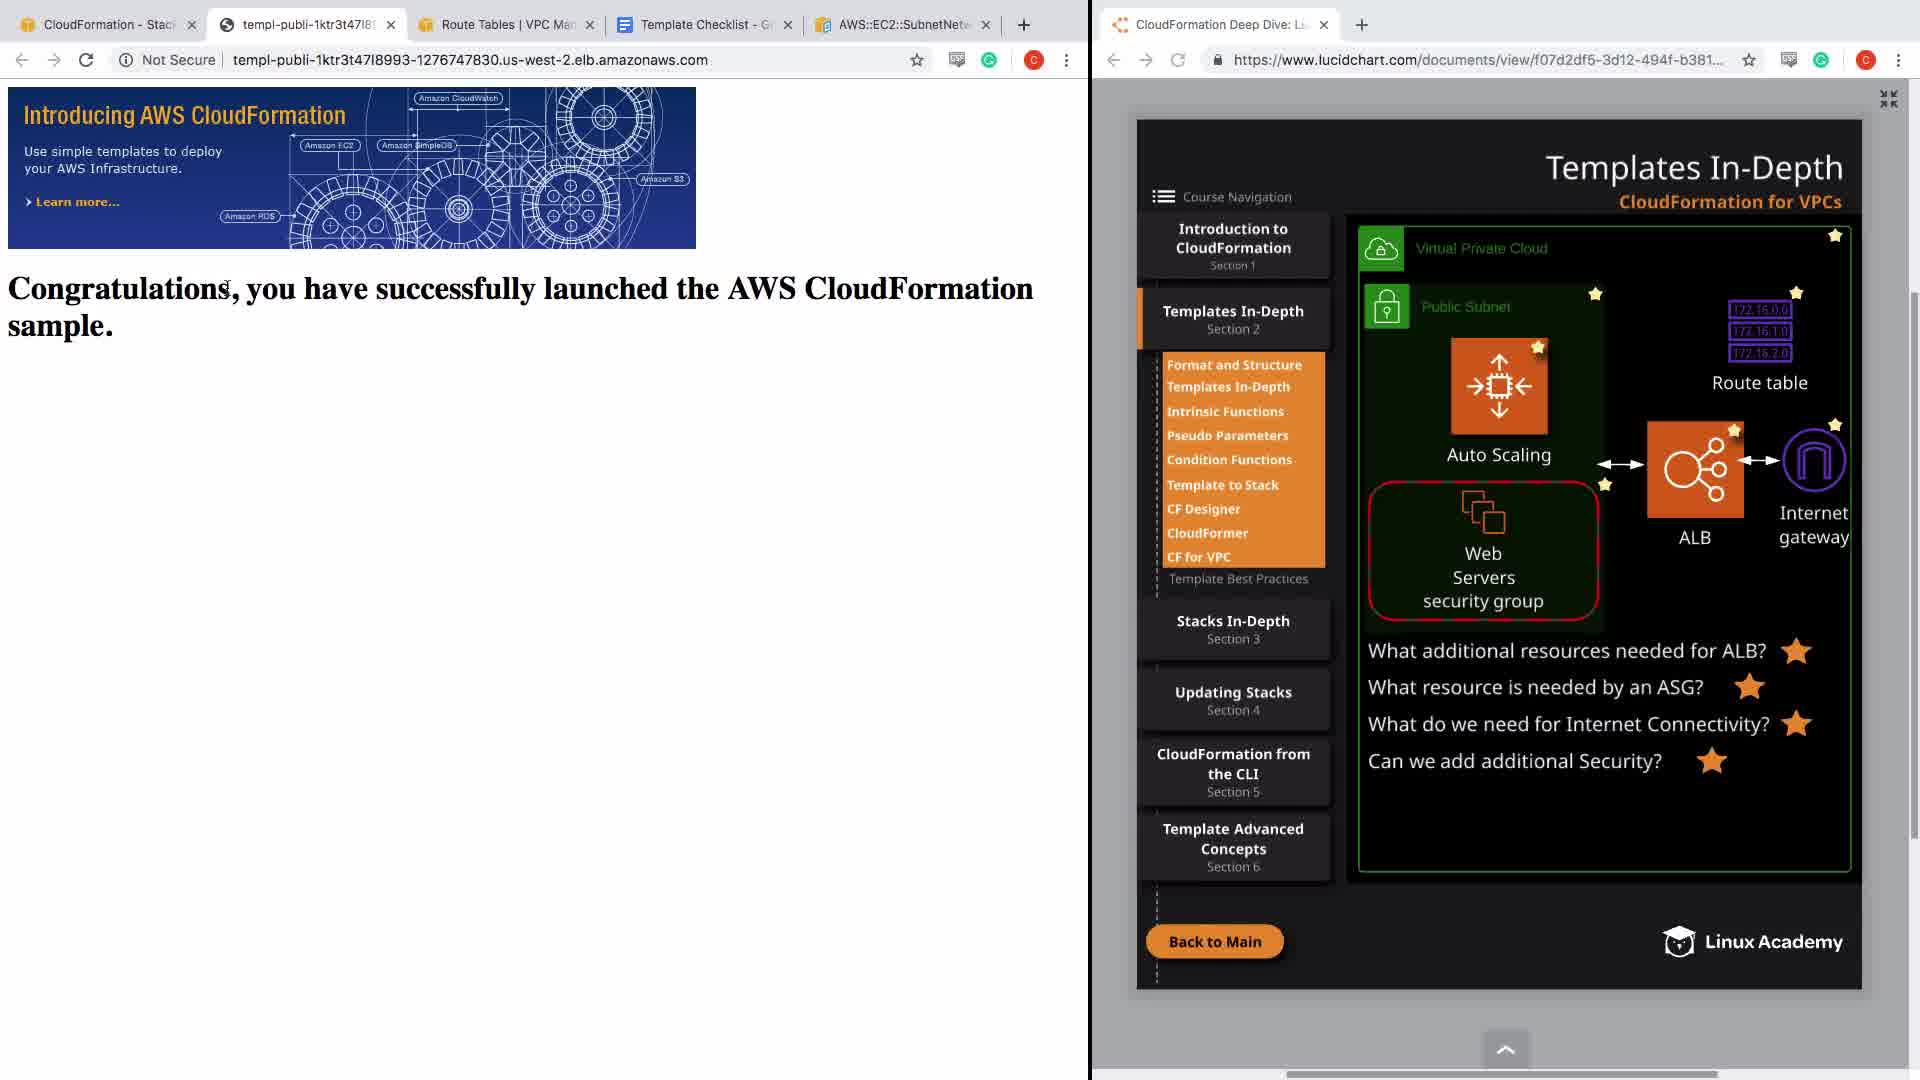 CloudFormation - Stac
templ-publi-1ktr3t47l8
Route Tables | VPC Man
Template Checklist - G
AWS::EC2::SubnetNetw
CloudFormation Deep Dive: Lu
Not Secure
templ-publi-1ktr3t47l8993-1276747830.us-west-2.elb.amazonaws.com
C
https://www.lucidchart.com/documents/view/f07d2df5-3d12-494f-b381...
C
Introducing AWS CloudFormation
Use simple templates to deploy
your AWS Infrastructure.
Learn more...
Amazon CloudWatch
Amazon EC2
Amazon SimpleDB
Amazon S3
Amazon RDS
Congratulations, you have successfully launched the AWS CloudFormation
sample.
Templates In-Depth
CloudFormation for VPCs
Course Navigation
Introduction to
CloudFormation
Section 1
Templates In-Depth
Section 2
Format and Structure
Templates In-Depth
Intrinsic Functions
Pseudo Parameters
Condition Functions
Template to Stack
CF Designer
CloudFormer
CF for VPC
Template Best Practices
Stacks In-Depth
Section 3
Updating Stacks
Section 4
CloudFormation from
the CLI
Section 5
Template Advanced
Concepts
Section 6
Back to Main
Virtual Private Cloud
Public Subnet
Auto Scaling
Web
Servers
security group
172.16.0.0
172.16.1.0
172.16.2.0
Route table
ALB
Internet
gateway
What additional resources needed for ALB?
What resource is needed by an ASG?
What do we need for Internet Connectivity?
Can we add additional Security?
Linux Academy